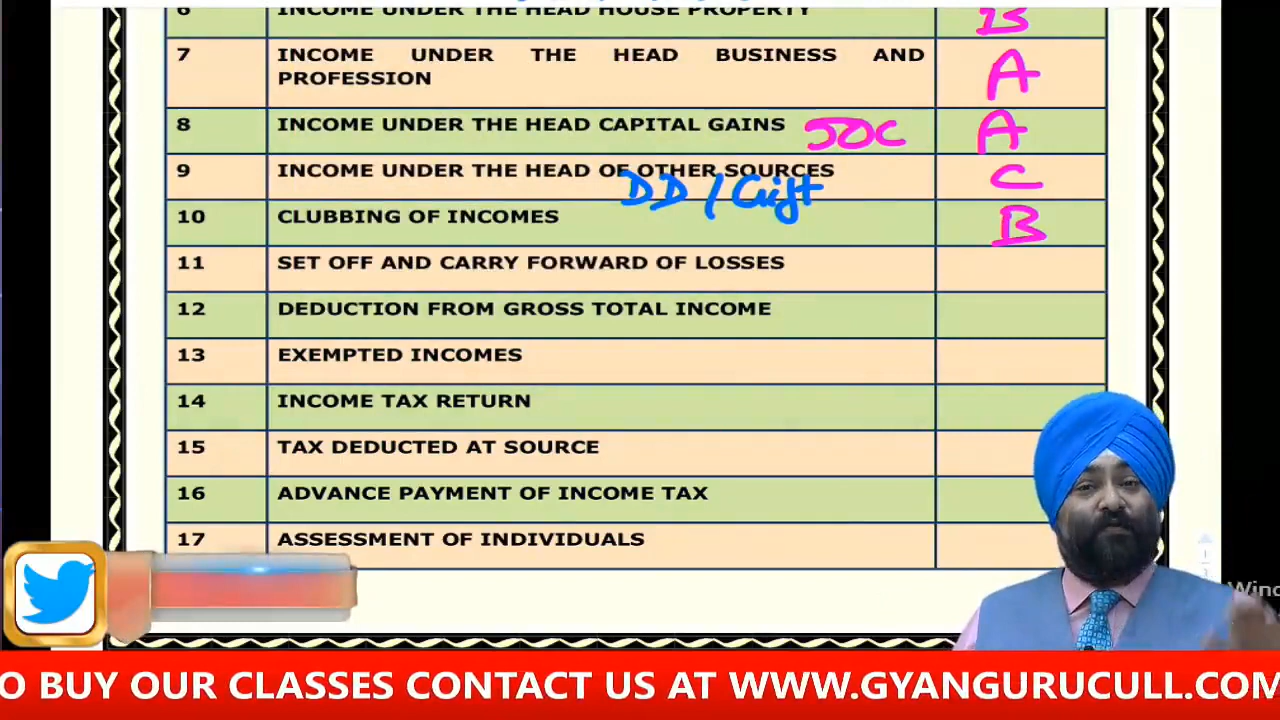 6 INCOME UNDER THE HEAD HOUSE PROPERTY B
7 INCOME UNDER THE HEAD BUSINESS AND
PROFESSION A
8 INCOME UNDER THE HEAD CAPITAL GAINS JOC A
9 INCOME UNDER THE HEAD OF OTHER SOURCES C
DD / Gift
10 CLUBBING OF INCOMES B
11 SET OFF AND CARRY FORWARD OF LOSSES
12 DEDUCTION FROM GROSS TOTAL INCOME
13 EXEMPTED INCOMES
14 INCOME TAX RETURN
15 TAX DEDUCTED AT SOURCE
16 ADVANCE PAYMENT OF INCOME TAX
17 ASSESSMENT OF INDIVIDUALS
Wind
O BUY OUR CLASSES CONTACT US AT WWW.GYANGURUCULL.COM